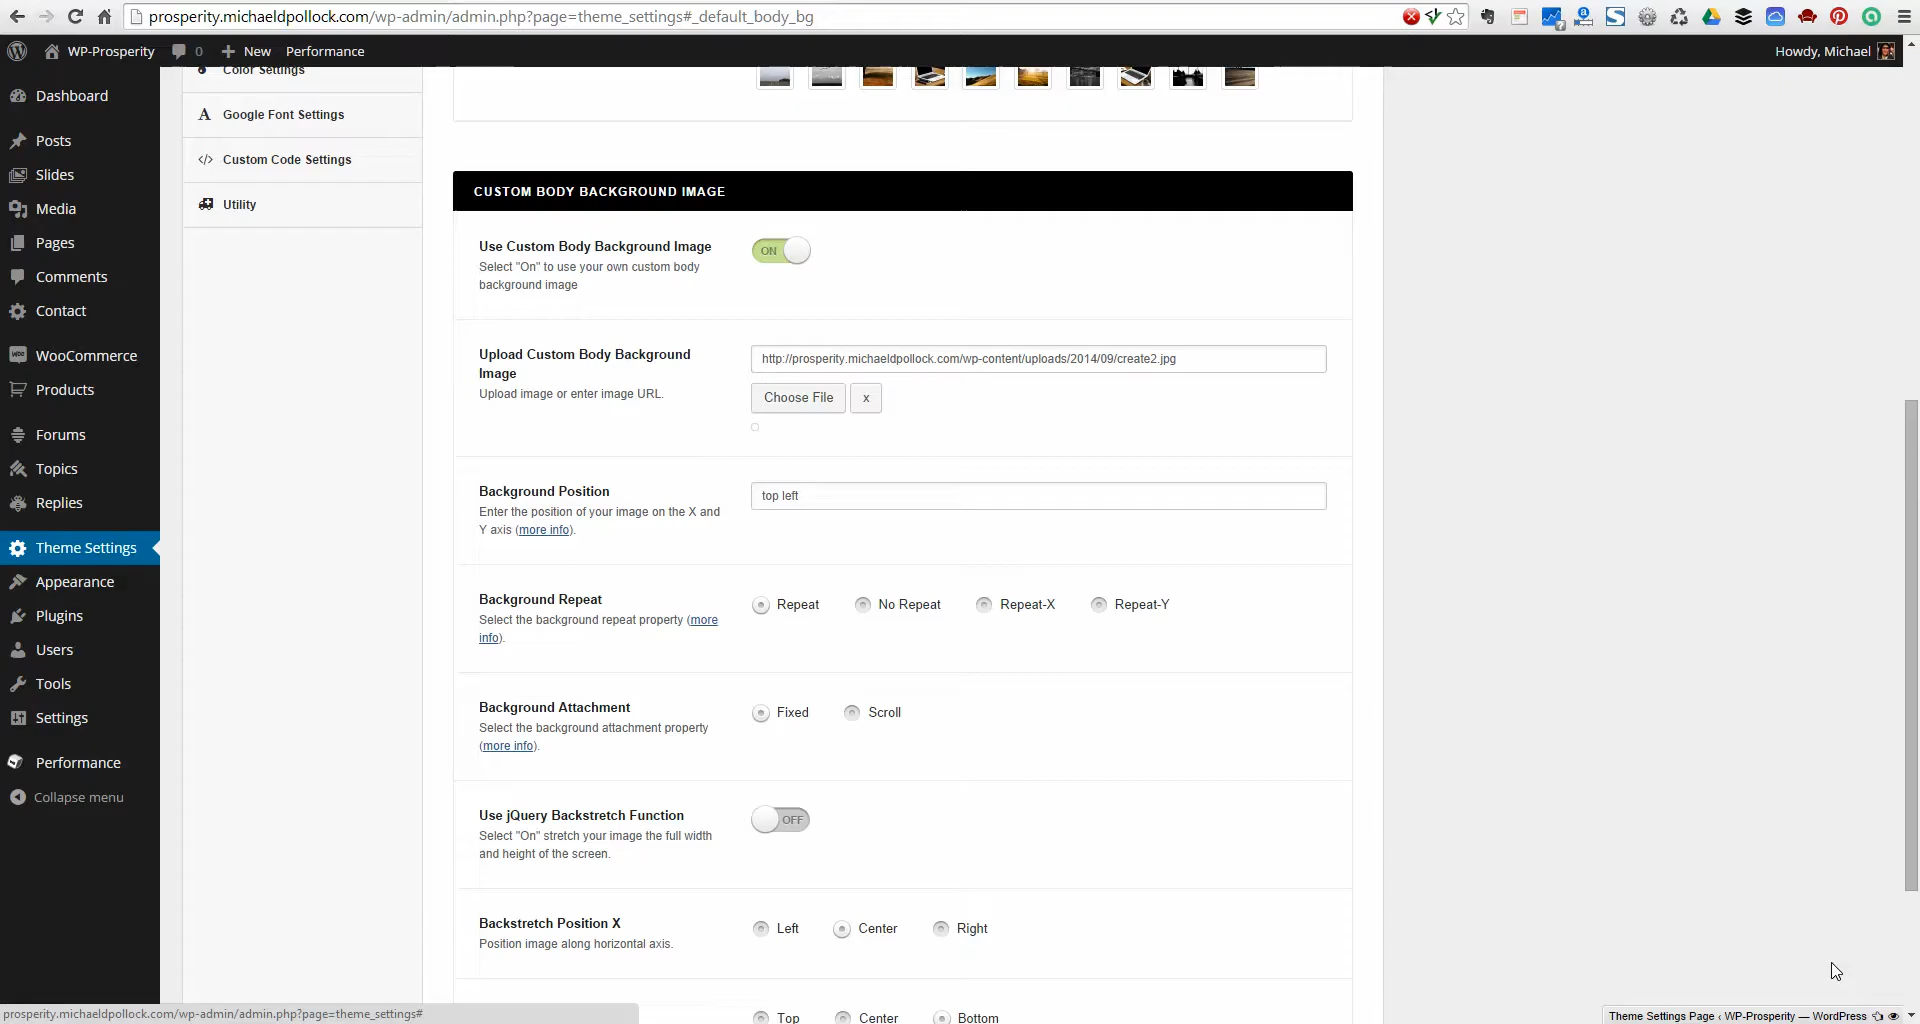 prosperity.michaeldpollock.com/wp-admin/admin.php?page=theme_settings#_default_body_bg
WP-Prosperity
0
New
Performance
Howdy, Michael
Dashboard
Posts
Slides
Media
Pages
Comments
Contact
WooCommerce
Products
Forums
Topics
Replies
Theme Settings
Appearance
Plugins
Users
Tools
Settings
Performance
Collapse menu
Color Settings
Google Font Settings
Custom Code Settings
Utility
CUSTOM BODY BACKGROUND IMAGE
Use Custom Body Background Image
Select "On" to use your own custom body
background image
ON
Upload Custom Body Background
Image
Upload image or enter image URL.
http://prosperity.michaeldpollock.com/wp-content/uploads/2014/09/create2.jpg
Choose File
x
Background Position
Enter the position of your image on the X and
Y axis (more info).
top left
Background Repeat
Select the background repeat property (more
info).
Repeat
No Repeat
Repeat-X
Repeat-Y
Background Attachment
Select the background attachment property
(more info).
Fixed
Scroll
Use jQuery Backstretch Function
Select "On" stretch your image the full width
and height of the screen.
OFF
Backstretch Position X
Position image along horizontal axis.
Left
Center
Right
Top
Center
Bottom
prosperity.michaeldpollock.com/wp-admin/admin.php?page=theme_settings#
Theme Settings Page ‹ WP-Prosperity — WordPress